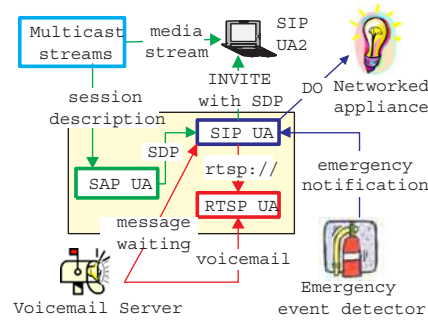 Multicast
streams
media
stream
SIP
UA2
INVITE
with SDP
DO
Networked
appliance
session
description
SDP
SIP UA
rtsp://
emergency
notification
SAP UA
RTSP UA
message
waiting
voicemail
Voicemail Server
Emergency
event detector